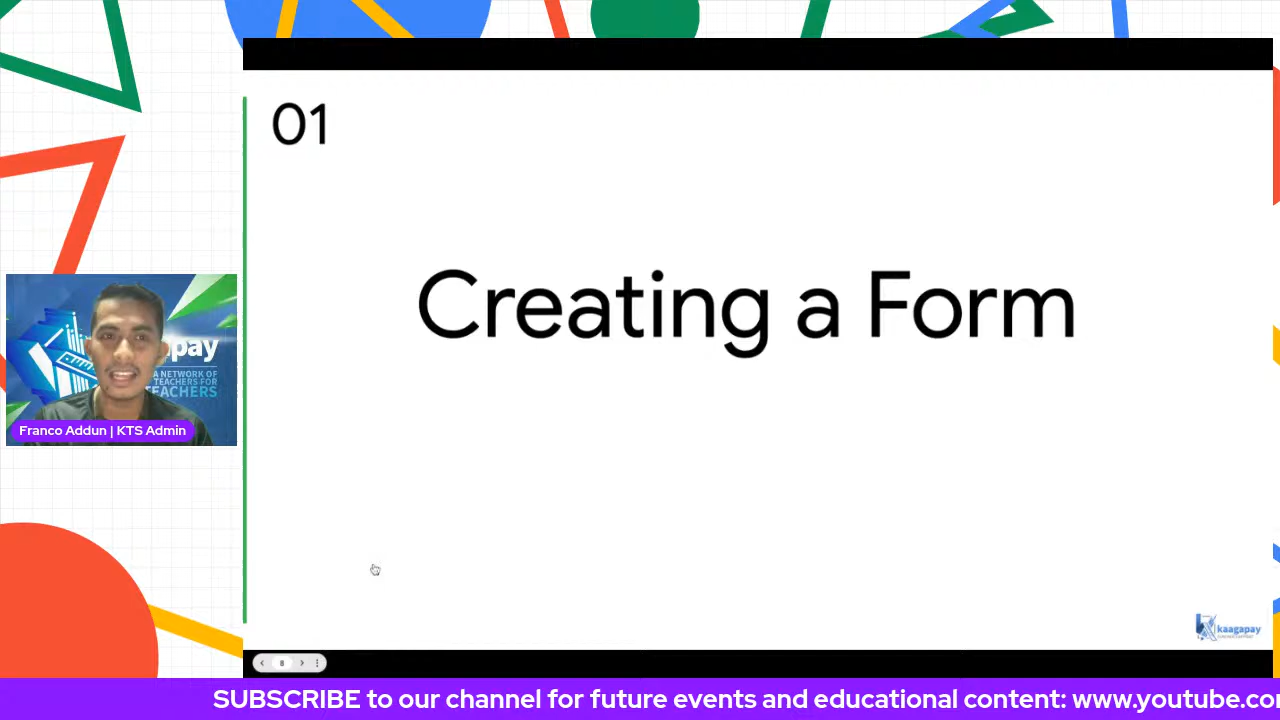 01
Creating a Form
pay
A NETWORK OF
TEACHERS FOR
TEACHERS
Franco Addun | KTS Admin
kaagapay
8
SUBSCRIBE to our channel for future events and educational content: www.youtube.co